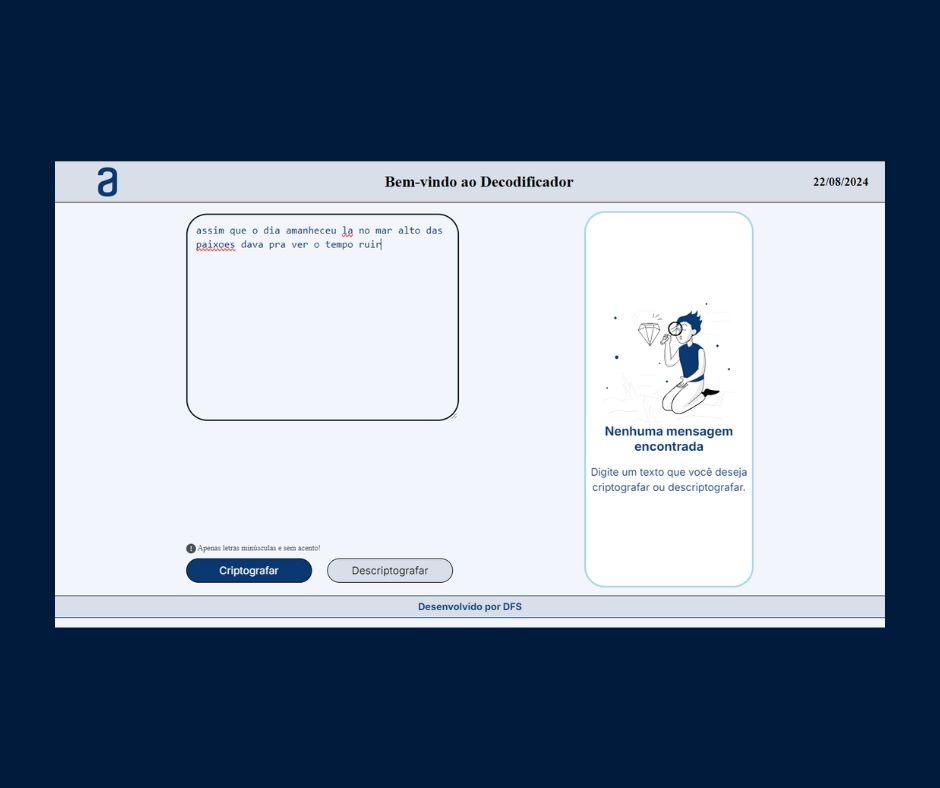 a
Bem-vindo ao Decodificador
22/08/2024
assim que o dia amanheceu la no mar alto das
paixoes dava pra ver o tempo ruir
Nenhuma mensagem
encontrada
Digite um texto que você deseja
criptografar ou descriptografar.
! Apenas letras minúsculas e sem acento!
Criptografar
Descriptografar
Desenvolvido por DFS